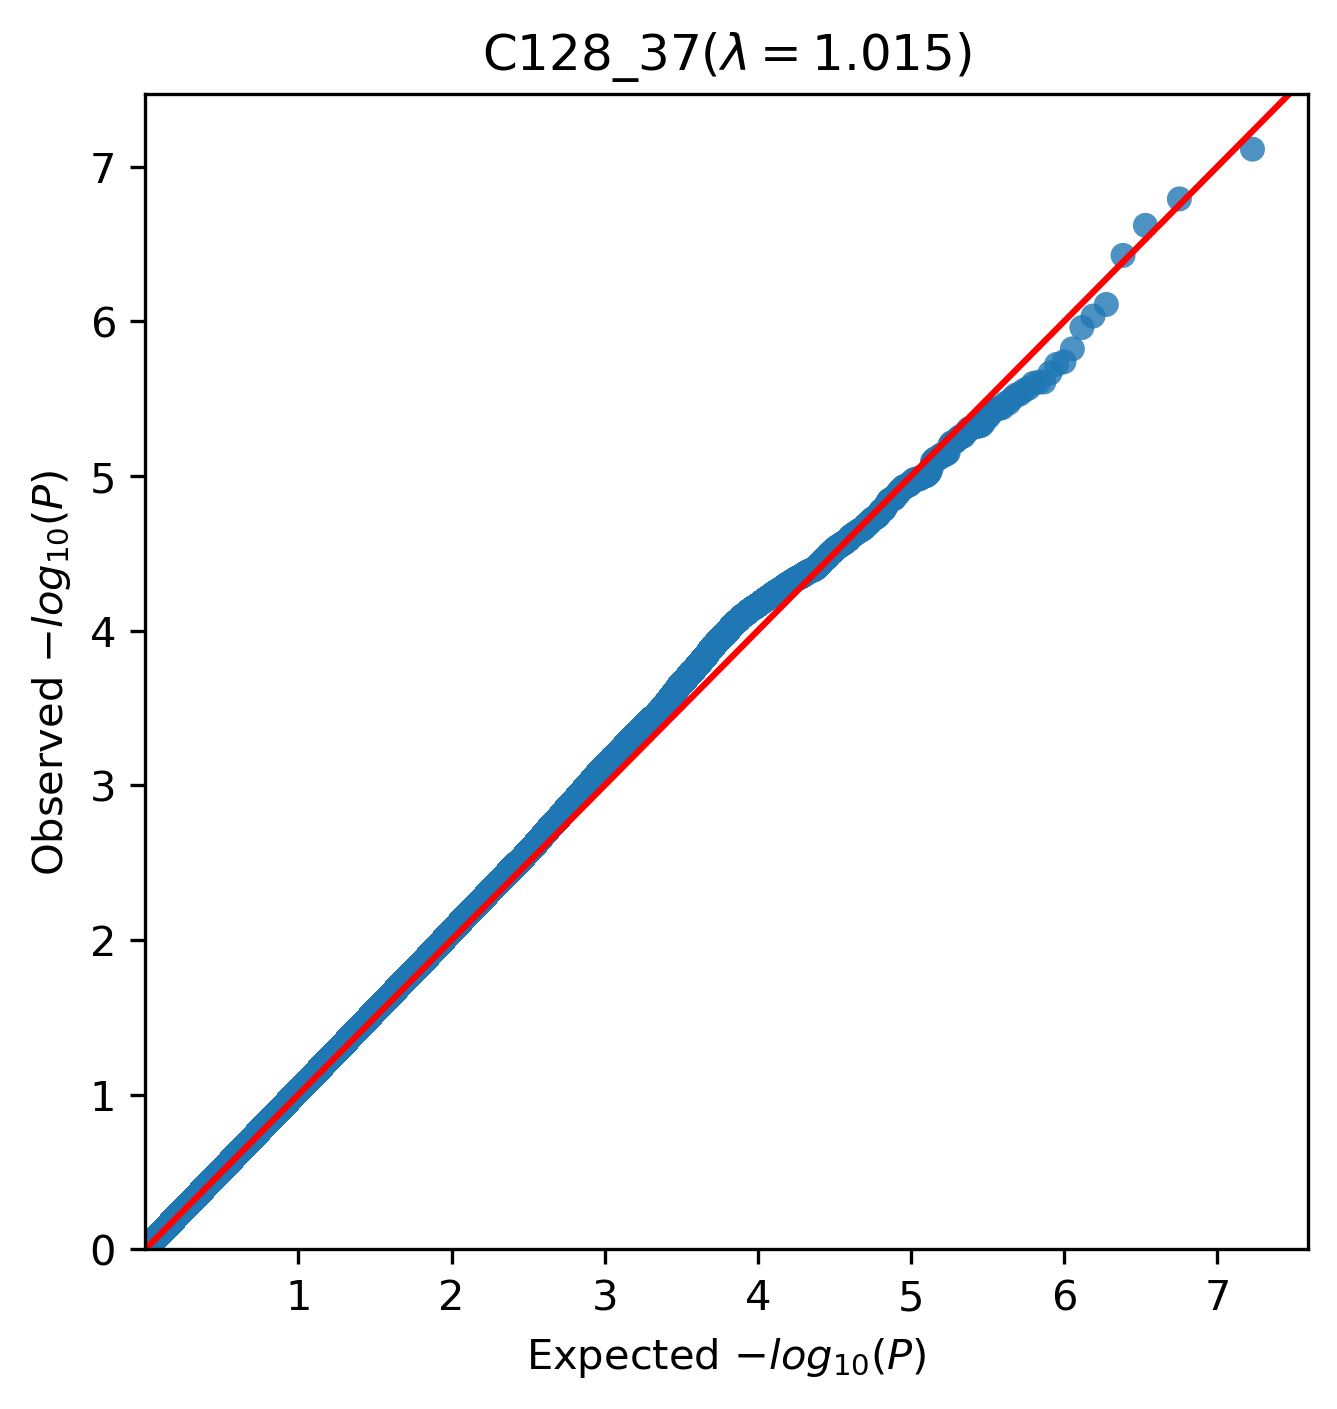 C128_37(λ = 1.015)
Observed −log₁₀(P)
7
6
5
4
3
2
1
0
1 2 3 4 5 6 7
Expected −log₁₀(P)